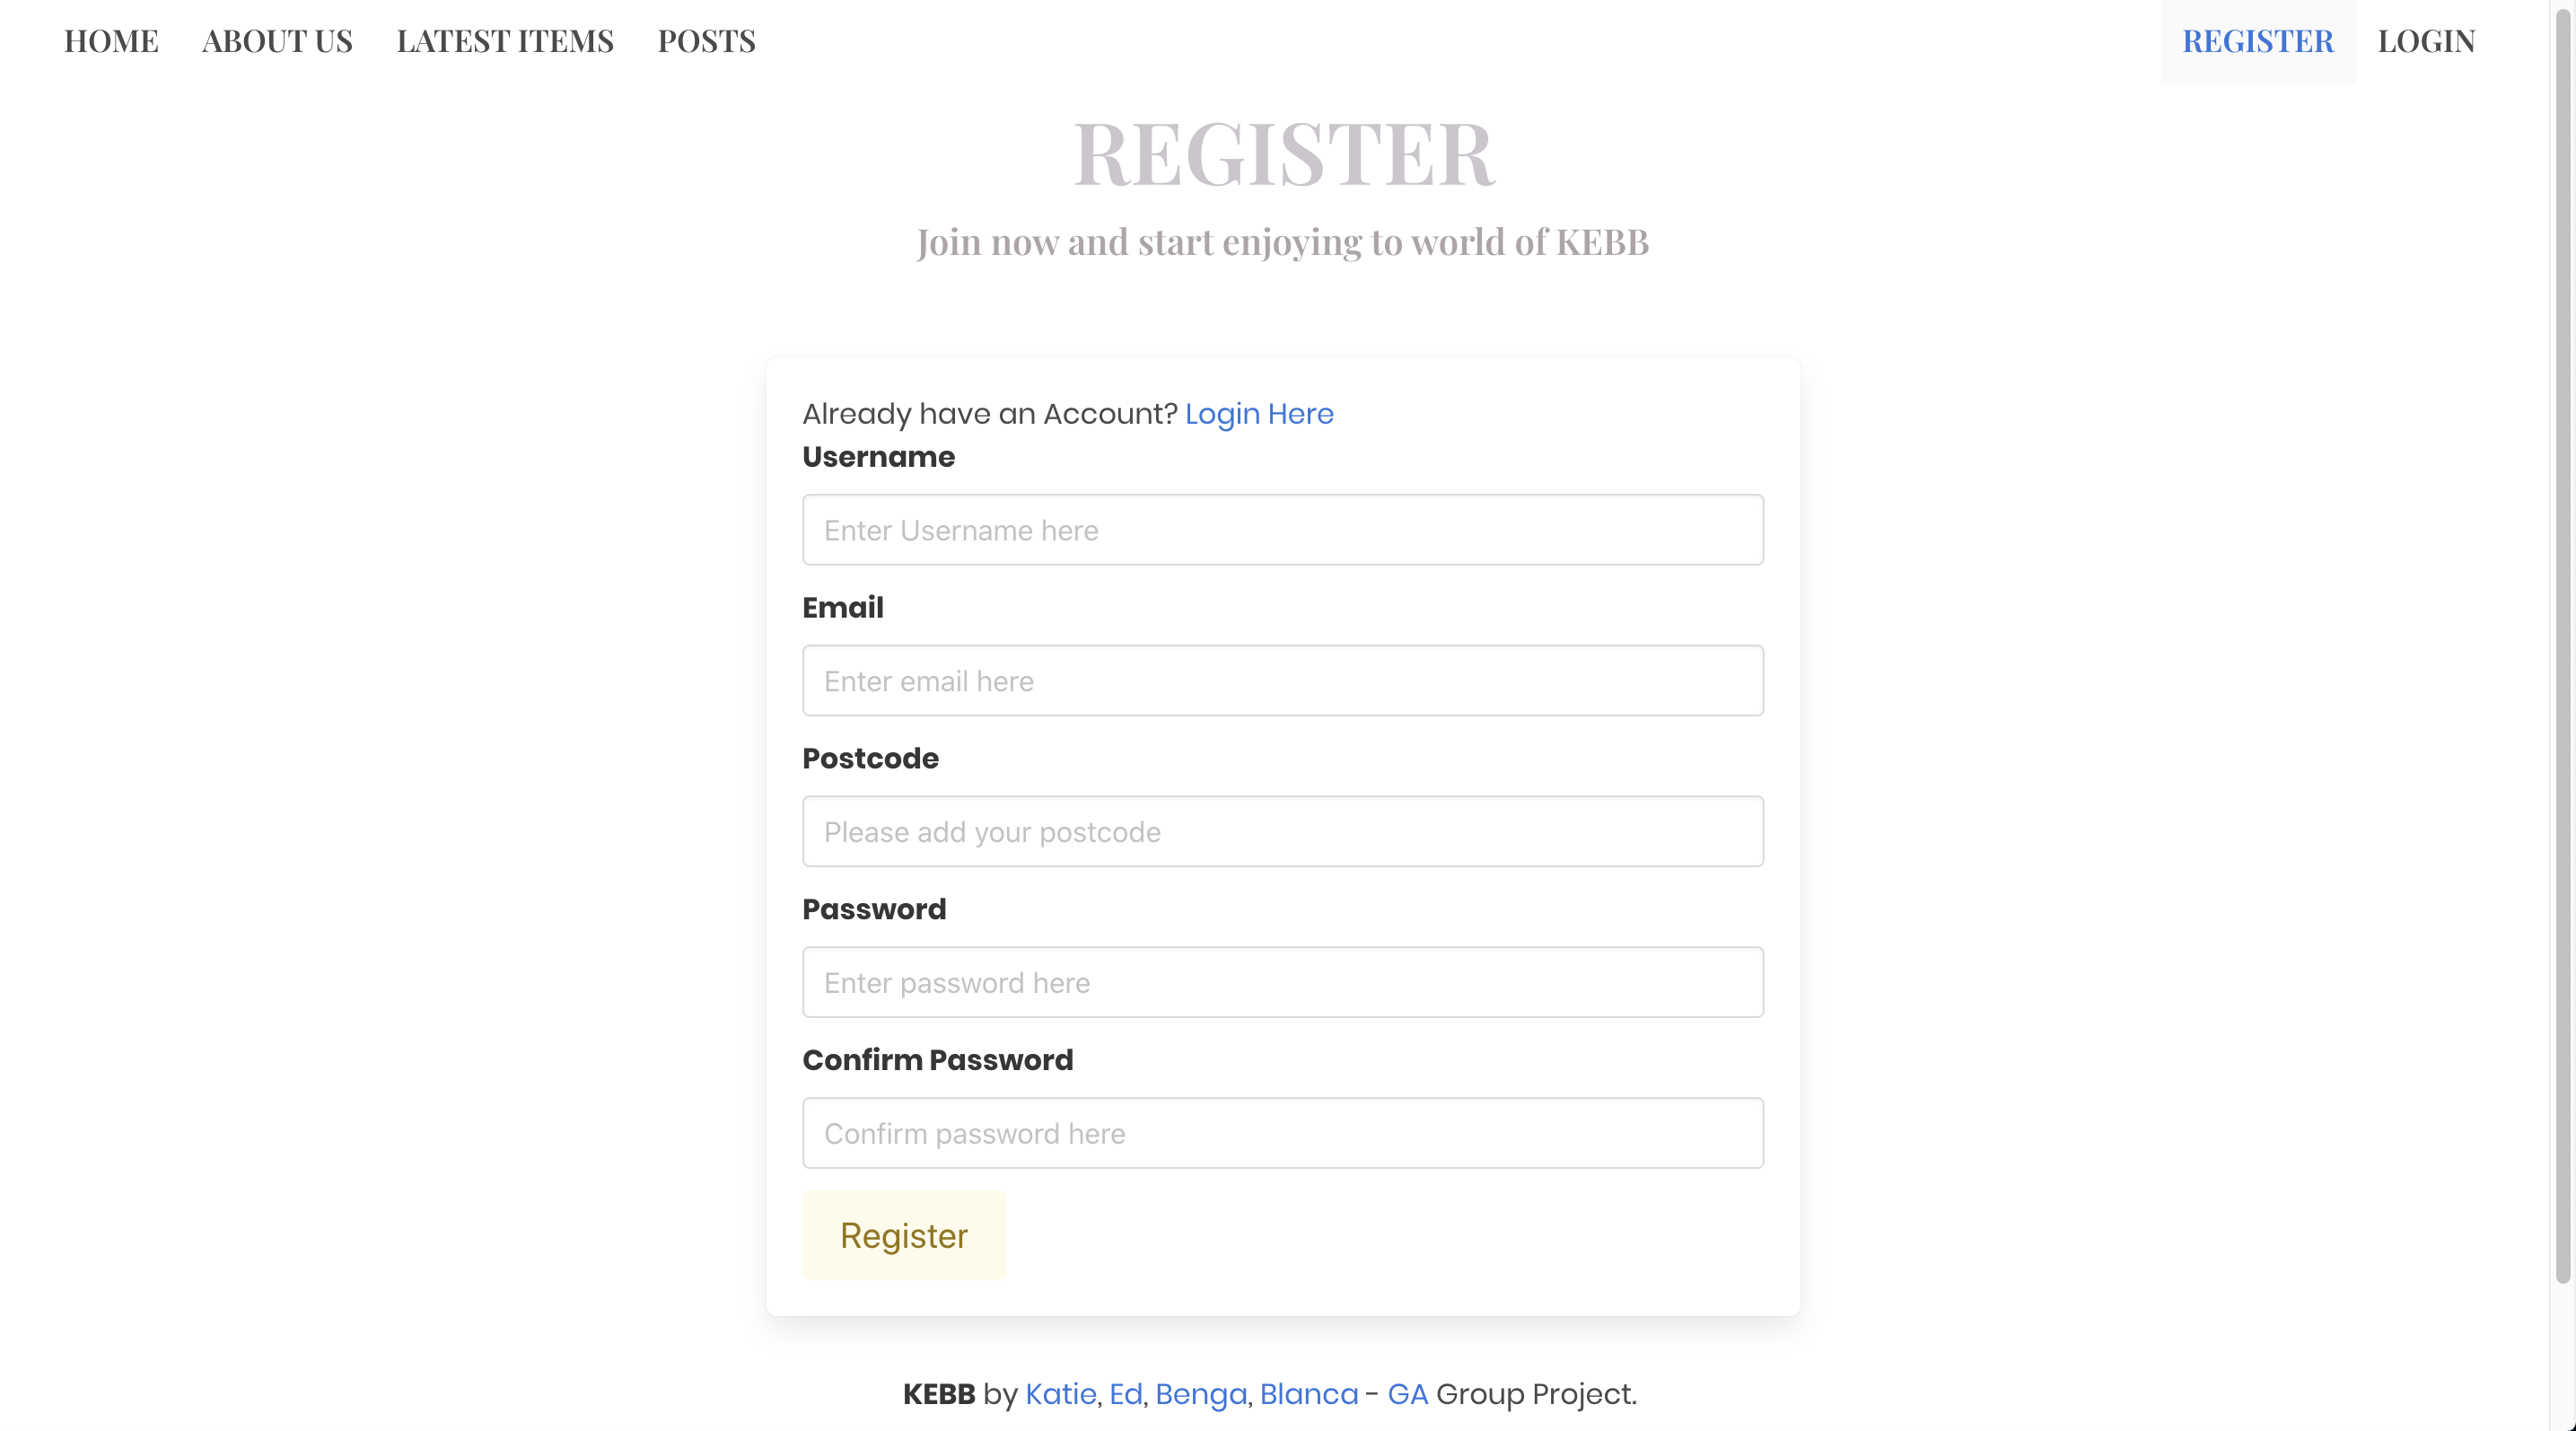 HOME ABOUT US LATEST ITEMS POSTS REGISTER LOGIN
REGISTER
Join now and start enjoying to world of KEBB
Already have an Account? Login Here
Username
Enter Username here
Email
Enter email here
Postcode
Please add your postcode
Password
Enter password here
Confirm Password
Confirm password here
Register
KEBB by Katie, Ed, Benga, Blanca - GA Group Project.